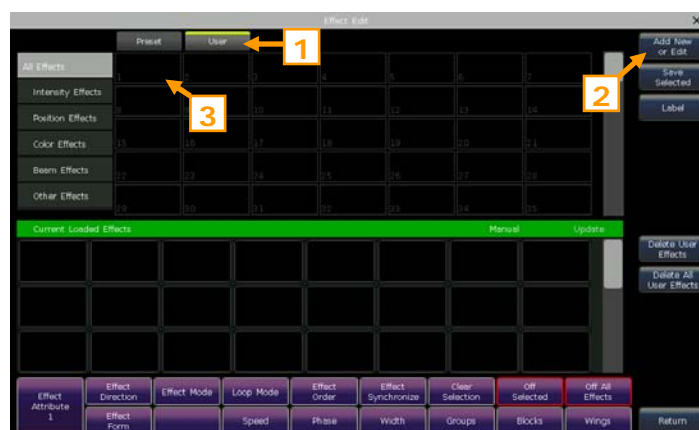 Effect Edit
X
Preset
User
1
Add New
or Edit
2
All Effects
Intensity Effects
Position Effects
Color Effects
Beam Effects
Other Effects
Save
Selected
Label
3
1 2 3 4 5 6 7
9 10 11 12 13 14
15 16 17 18 19 20 21
22 23 24 25 26 27 28
29 30 31 32 33 34 35
Current Loaded Effects
Manual
Update
Delete User
Effects
Delete All
User Effects
Effect
Attribute
1
Effect
Direction
Effect Mode
Loop Mode
Effect
Order
Effect
Synchronize
Clear
Selection
Off
Selected
Off All
Effects
Effect
Form
Speed
Phase
Width
Groups
Blocks
Wings
Return